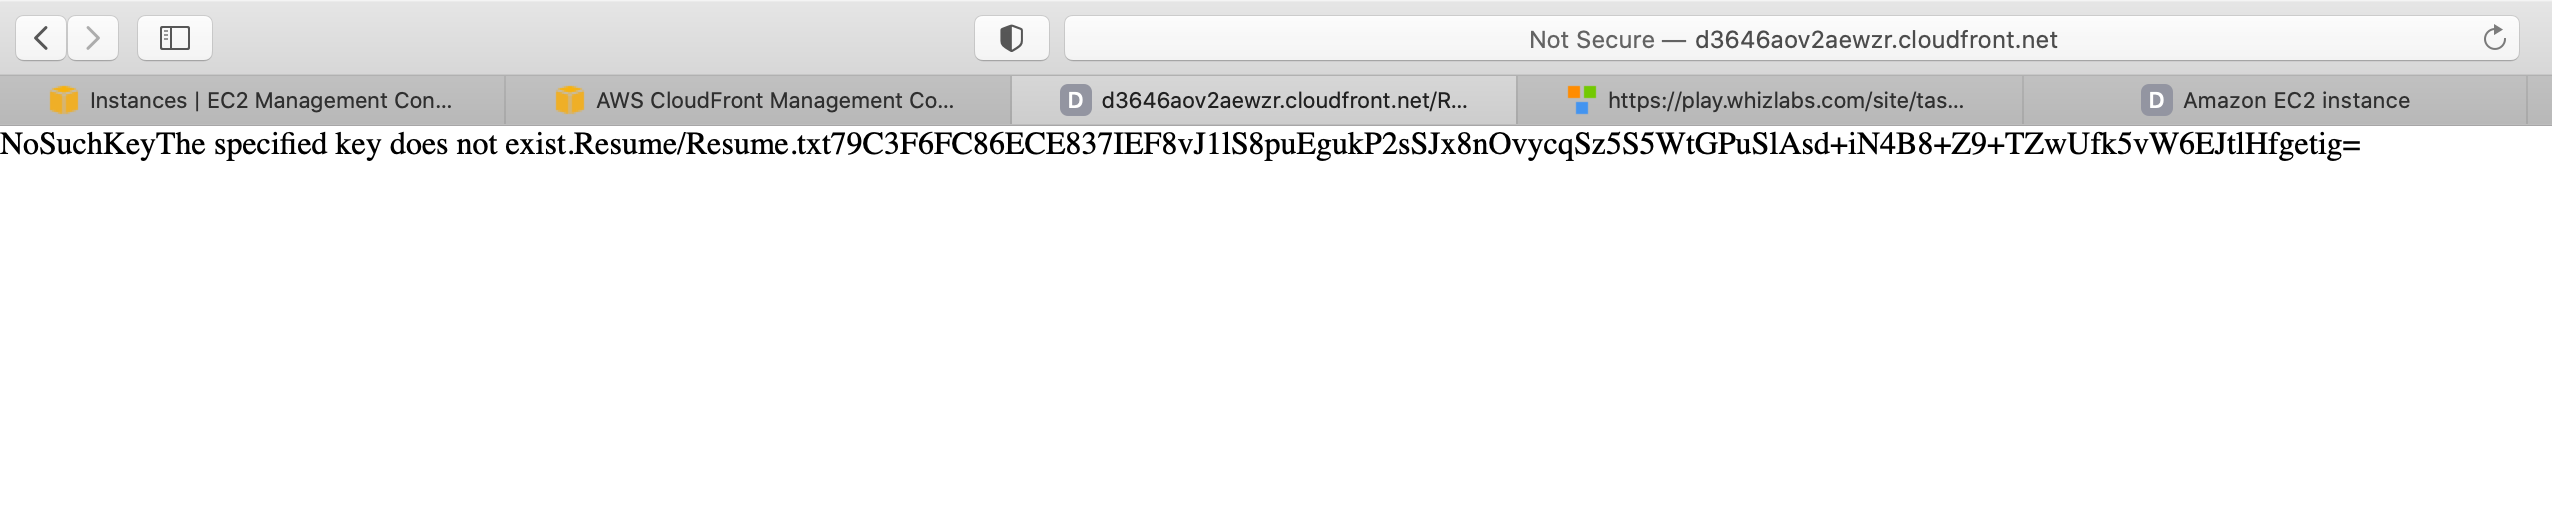 Not Secure — d3646aov2aewzr.cloudfront.net
Instances | EC2 Management Con...
AWS CloudFront Management Co...
D d3646aov2aewzr.cloudfront.net/R...
https://play.whizlabs.com/site/tas...
D Amazon EC2 instance
NoSuchKeyThe specified key does not exist.Resume/Resume.txt79C3F6FC86ECE837IEF8vJ1lS8puEgukP2sSJx8nOvycqSz5S5WtGPuSlAsd+iN4B8+Z9+TZwUfk5vW6EJtlHfgetig=